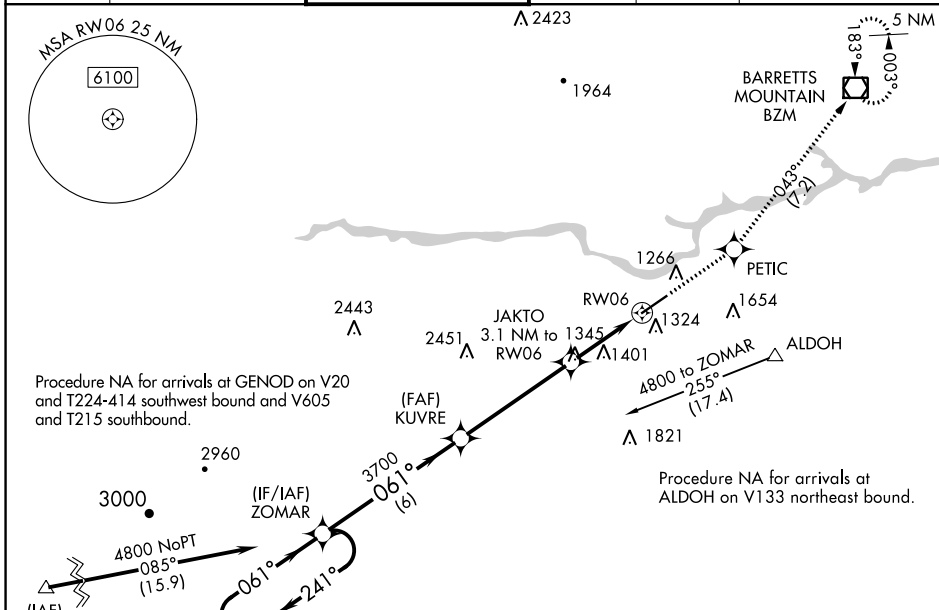 2423
MSA RW06 25 NM
6100
1964
5 NM
183°
003°
BARRETTS
MOUNTAIN
BZM
043°
(7.2)
PETIC
1266
RW06
2443
2451
JAKTO
3.1 NM to
RW06
1345
1401
1324
1654
ALDOH
4800 to ZOMAR
255°
(17.4)
1821
Procedure NA for arrivals at GENOD on V20
and T224-414 southwest bound and V605
and T215 southbound.
(FAF)
KUVRE
2960
3700
061°
(6)
Procedure NA for arrivals at
ALDOH on V133 northeast bound.
3000
(IF/IAF)
ZOMAR
4800 NoPT
085°
(15.9)
061°
241°
(IAF)